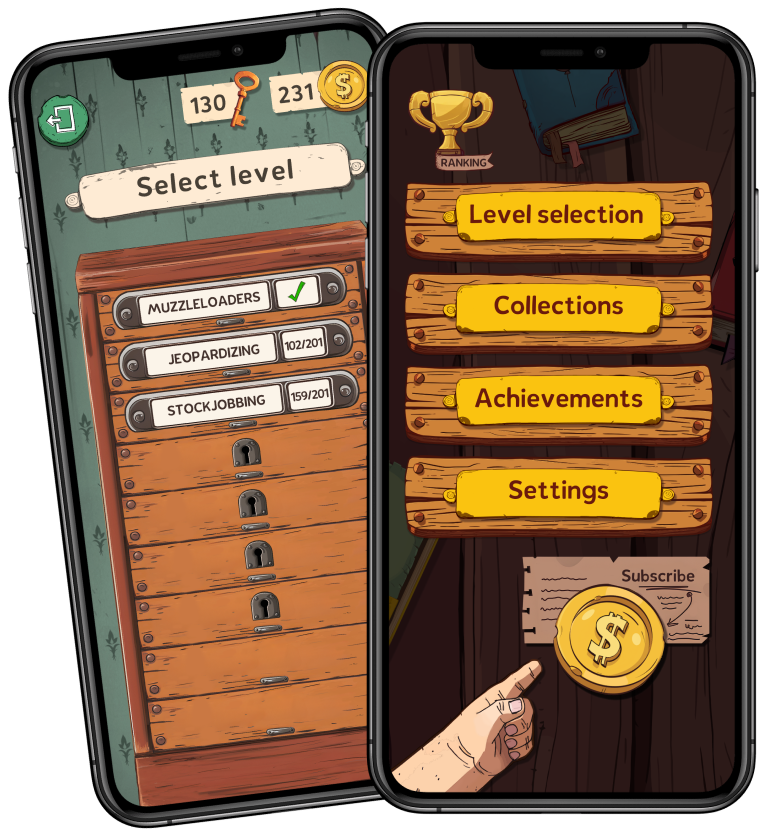 130
231
$
Select level
MUZZLELOADERS
JEOPARDIZING 102/201
STOCKJOBBING 159/201
RANKING
Level selection
Collections
Achievements
Settings
Subscribe
$